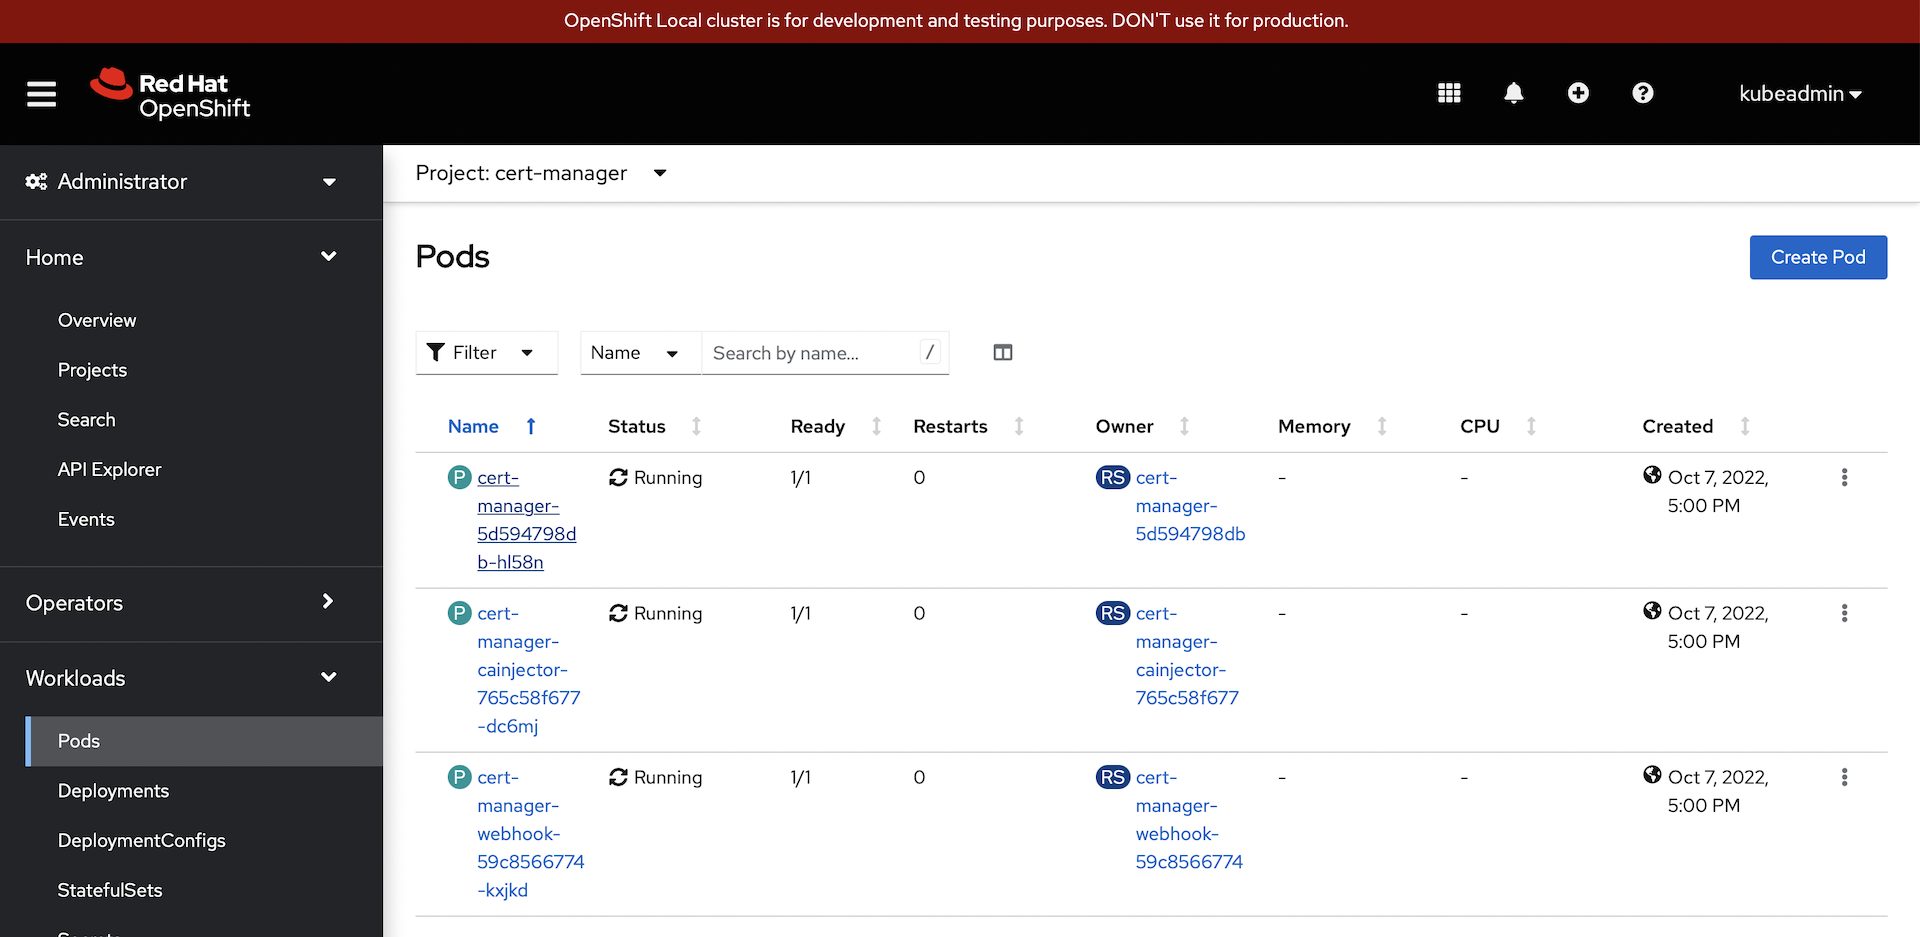 OpenShift Local cluster is for development and testing purposes. DON'T use it for production.
Red Hat
OpenShift
kubeadmin
Administrator
Home
Overview
Projects
Search
API Explorer
Events
Operators
Workloads
Pods
Deployments
DeploymentConfigs
StatefulSets
Project: cert-manager
Pods
Create Pod
Filter
Name
Search by name...
/
Name Status Ready Restarts Owner Memory CPU Created
P cert-
manager-
5d594798d
b-hl58n
Running
1/1
0
RS cert-
manager-
5d594798db
-
-
Oct 7, 2022,
5:00 PM
P cert-
manager-
cainjector-
765c58f677
-dc6mj
Running
1/1
0
RS cert-
manager-
cainjector-
765c58f677
-
-
Oct 7, 2022,
5:00 PM
P cert-
manager-
webhook-
59c8566774
-kxjkd
Running
1/1
0
RS cert-
manager-
webhook-
59c8566774
-
-
Oct 7, 2022,
5:00 PM